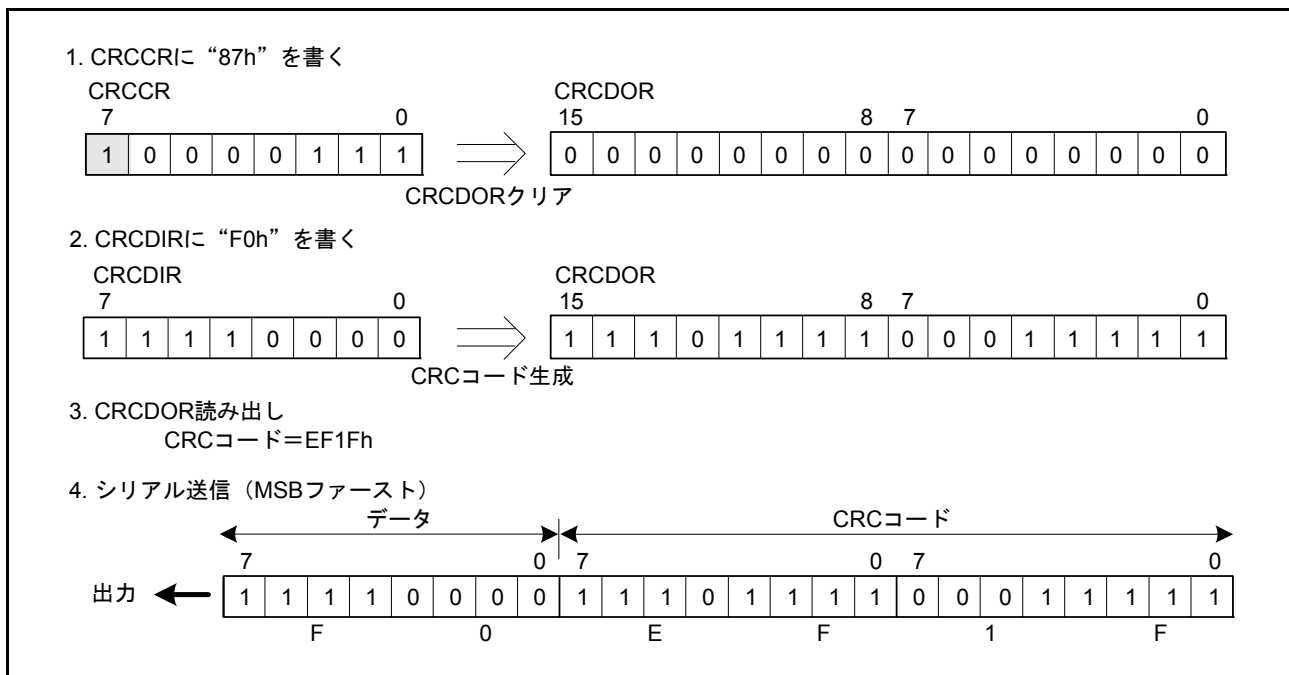 1. CRCCRに“87h”を書く
CRCCR CRCDOR
7 0 15 8 7 0
1 0 0 0 0 1 1 1 0 0 0 0 0 0 0 0 0 0 0 0 0 0 0 0
CRCDORクリア
2. CRCDIRに“F0h”を書く
CRCDIR CRCDOR
7 0 15 8 7 0
1 1 1 1 0 0 0 0 1 1 1 0 1 1 1 1 0 0 0 1 1 1 1 1
CRCコード生成
3. CRCDOR読み出し
CRCコード＝EF1Fh
4. シリアル送信（MSBファースト）
データ CRCコード
7 0 7 0 7 0
出力 1 1 1 1 0 0 0 0 1 1 1 0 1 1 1 1 0 0 0 1 1 1 1 1
F 0 E F 1 F